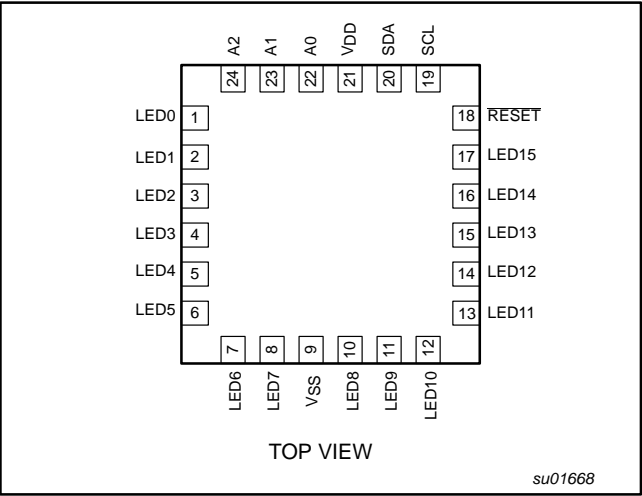 A2 A1 A0 VDD SDA SCL
24 23 22 21 20 19
LED0 1 18 RESET
LED1 2 17 LED15
LED2 3 16 LED14
LED3 4 15 LED13
LED4 5 14 LED12
LED5 6 13 LED11
7 8 9 10 11 12
LED6 LED7 VSS LED8 LED9 LED10
TOP VIEW
su01668